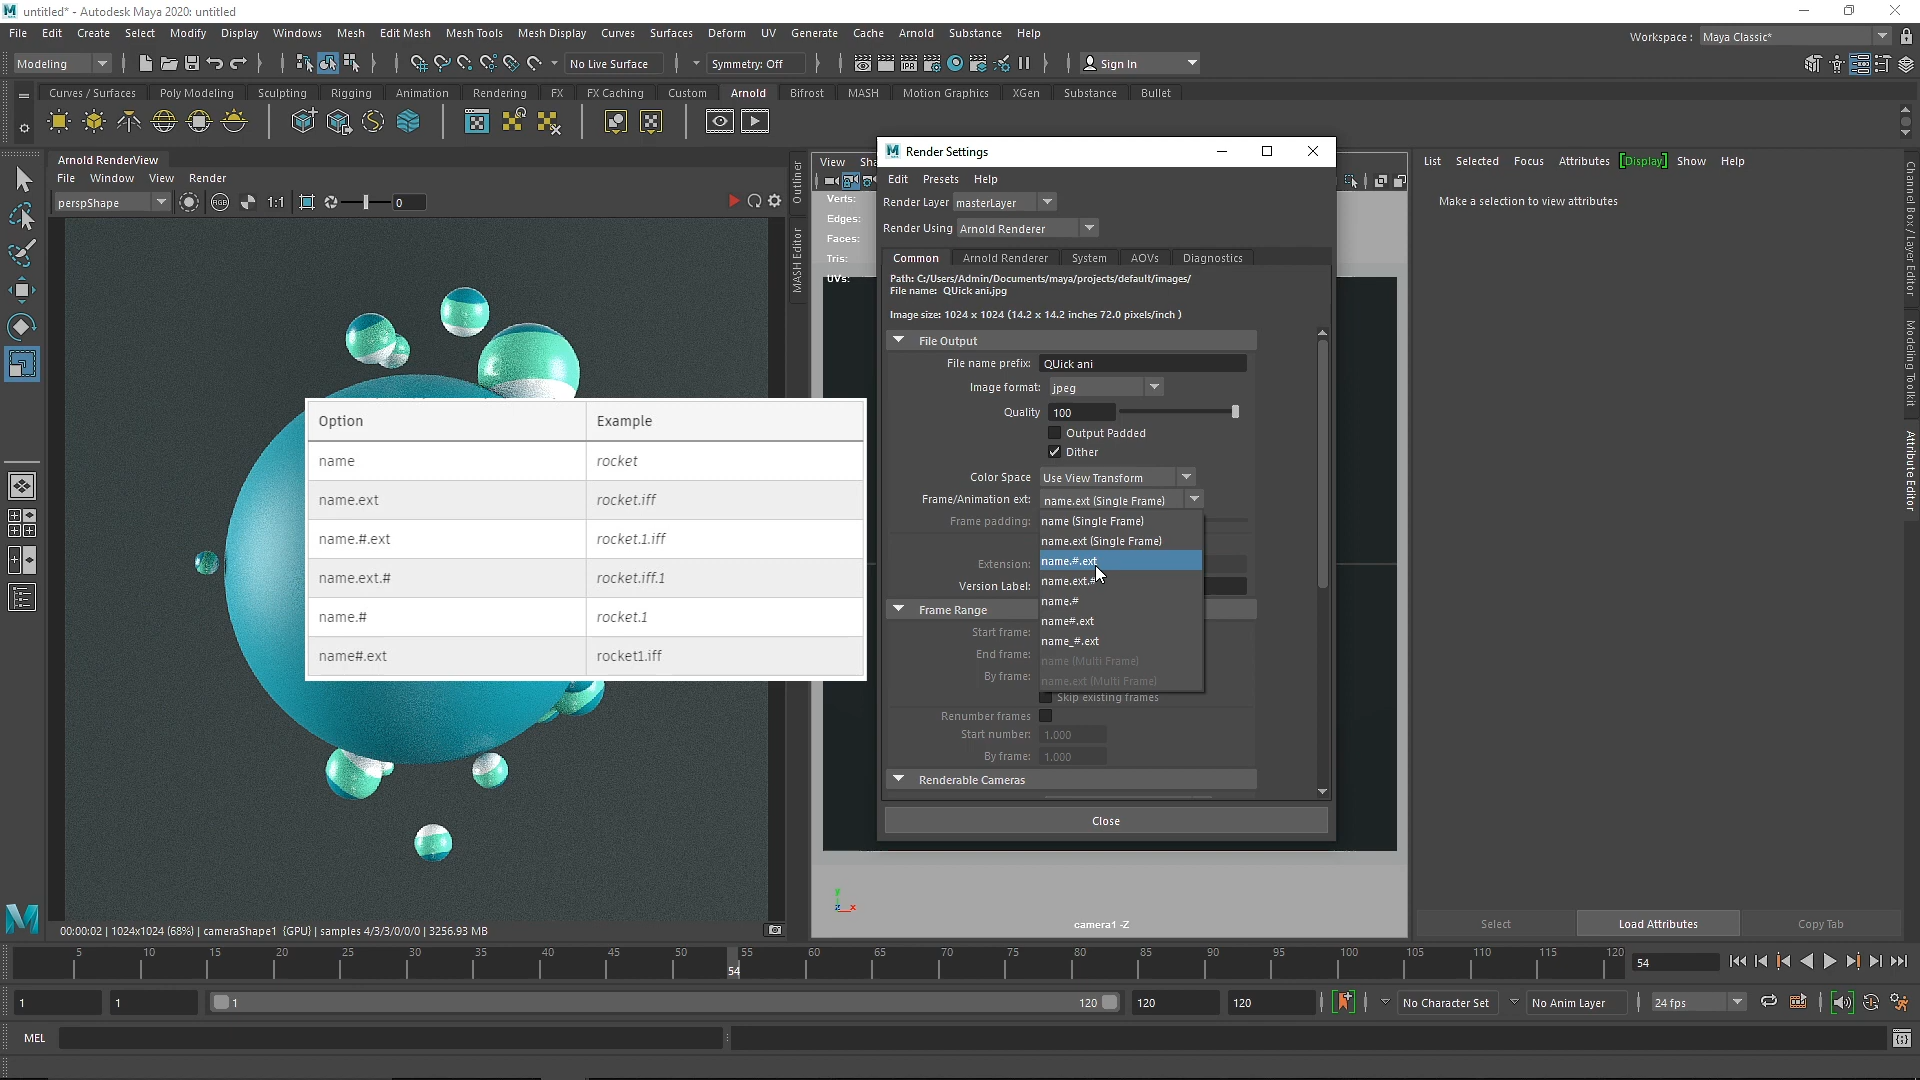 untitled* - Autodesk Maya 2020: untitled
File Edit Create Select Modify Display Windows Mesh Edit Mesh Mesh Tools Mesh Display Curves Surfaces Deform UV Generate Cache Arnold Substance Help
Workspace : Maya Classic*
Modeling No Live Surface Symmetry: Off Sign In
Curves / Surfaces Poly Modeling Sculpting Rigging Animation Rendering FX FX Caching Custom Arnold Bifrost MASH Motion Graphics XGen Substance Bullet
Arnold RenderView
File Window View Render
perspShape RGB 1:1 0
Outliner
MASH Editor
View Sha
Verts:
Edges:
Faces:
Tris:
UVs:
Option Example
name rocket
name.ext rocket.iff
name.#.ext rocket.1.iff
name.ext.# rocket.iff.1
name.# rocket.1
name#.ext rocket1.iff
Render Settings
Edit Presets Help
Render Layer masterLayer
Render Using Arnold Renderer
Common Arnold Renderer System AOVs Diagnostics
Path: C:/Users/Admin/Documents/maya/projects/default/images/
File name: QUick ani.jpg
Image size: 1024 x 1024 (14.2 x 14.2 inches 72.0 pixels/inch )
File Output
File name prefix: QUick ani
Image format: jpeg
Quality 100
Output Padded
Dither
Color Space Use View Transform
Frame/Animation ext: name.ext (Single Frame)
Frame padding: name (Single Frame)
name.ext (Single Frame)
Extension: name.#.ext
Version Label: name.ext.#
name.#
Frame Range
Start frame: name#.ext
End frame: name_#.ext
name (Multi Frame)
By frame: name.ext (Multi Frame)
Skip existing frames
Renumber frames
Start number: 1.000
By frame: 1.000
Renderable Cameras
Close
camera1 -Z
List Selected Focus Attributes Display Show Help
Make a selection to view attributes
Channel Box / Layer Editor
Modeling Toolkit
Attribute Editor
Select Load Attributes Copy Tab
00:00:02 | 1024x1024 (68%) | cameraShape1 {GPU} | samples 4/3/3/0/0/0 | 3256.93 MB
5 10 15 20 25 30 35 40 45 50 54 55 60 65 70 75 80 85 90 95 100 105 110 115 120 54
1 1 1 120 120 120 No Character Set No Anim Layer 24 fps
MEL